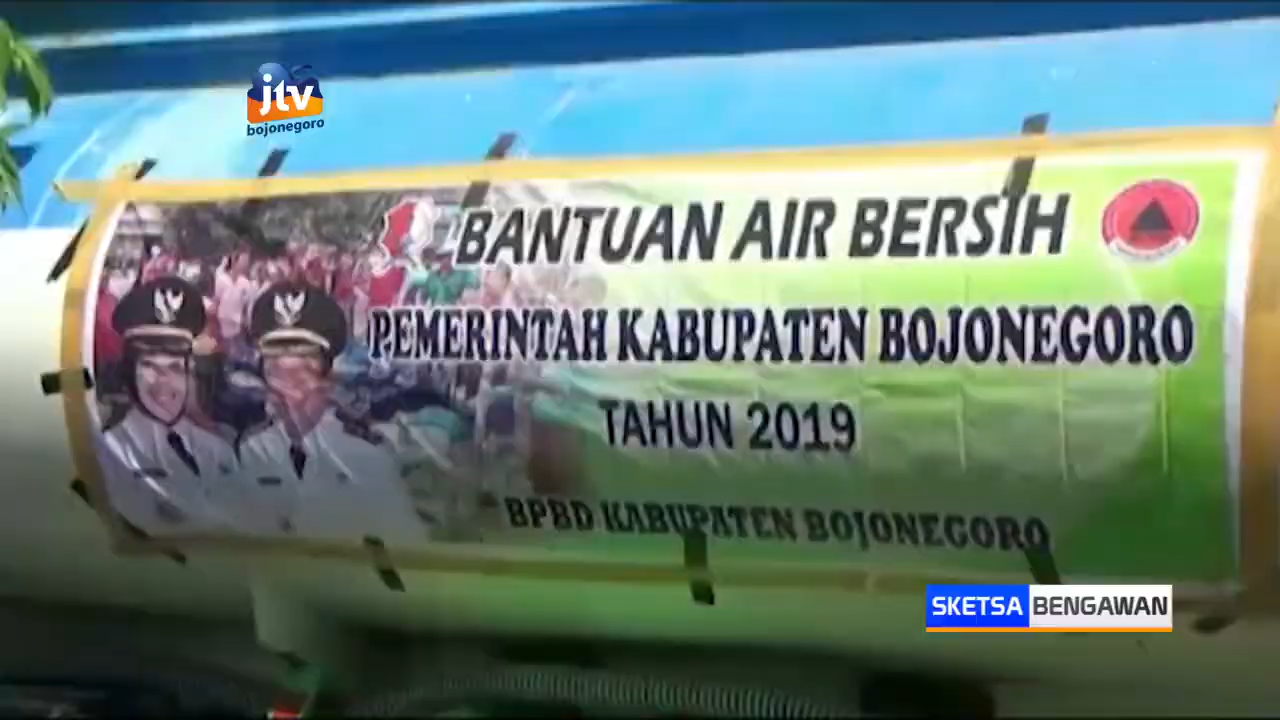 jtv
bojonegoro
BANTUAN AIR BERSIH
PEMERINTAH KABUPATEN BOJONEGORO
TAHUN 2019
BPBD KABUPATEN BOJONEGORO
SKETSA BENGAWAN